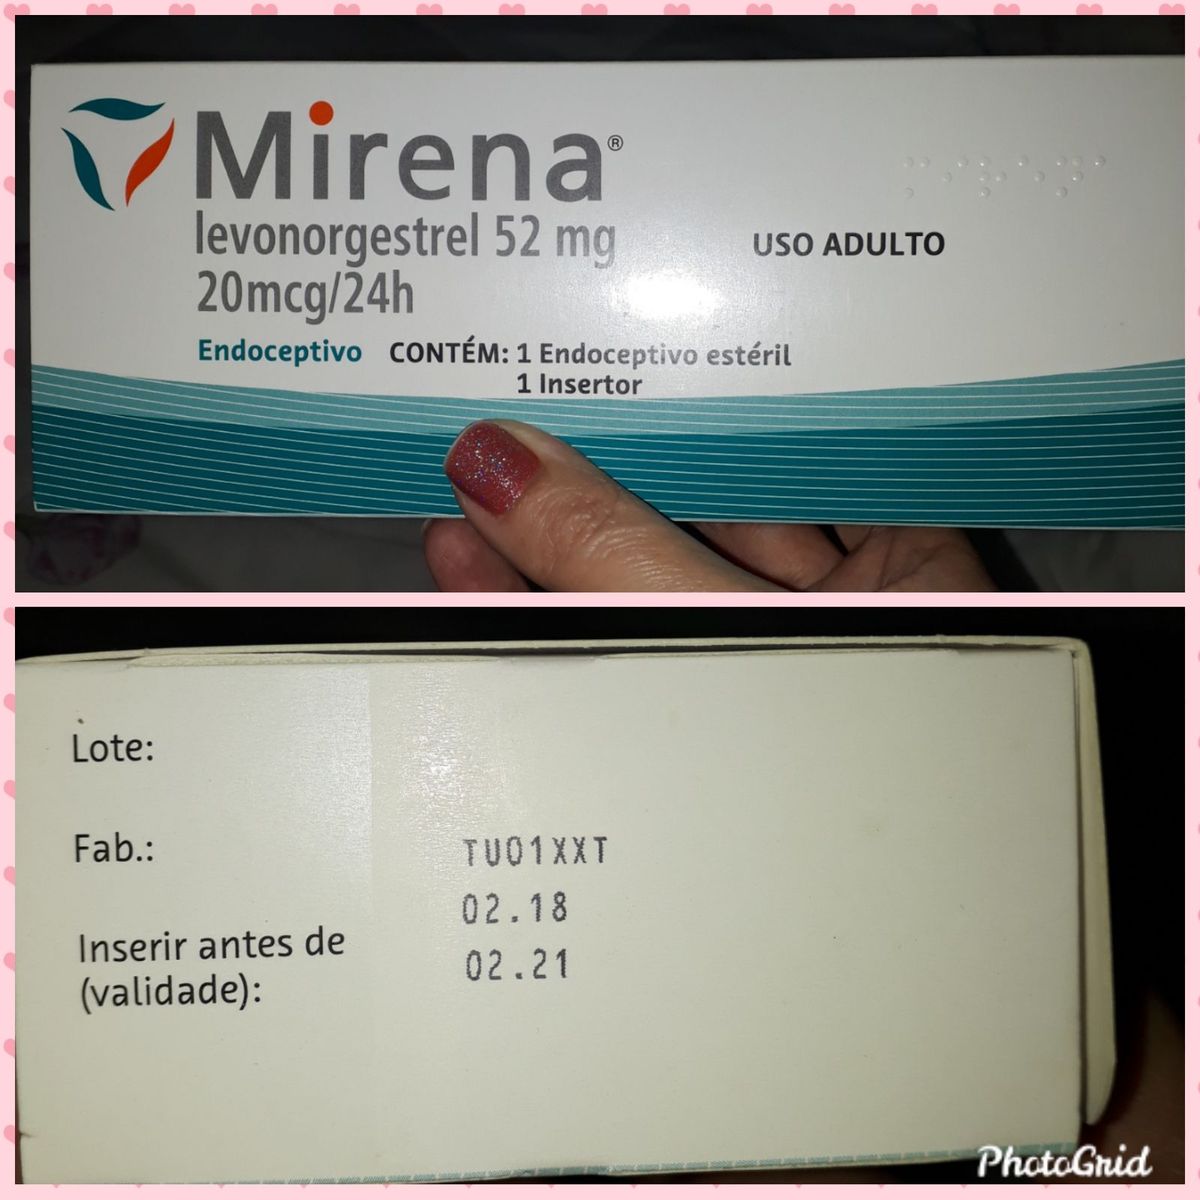 Mirena®
levonorgestrel 52 mg
20mcg/24h
USO ADULTO
Endoceptivo CONTÉM: 1 Endoceptivo estéril
1 Insertor
Lote:
Fab.:
Inserir antes de
(validade):
TU01XXT
02.18
02.21
PhotoGrid